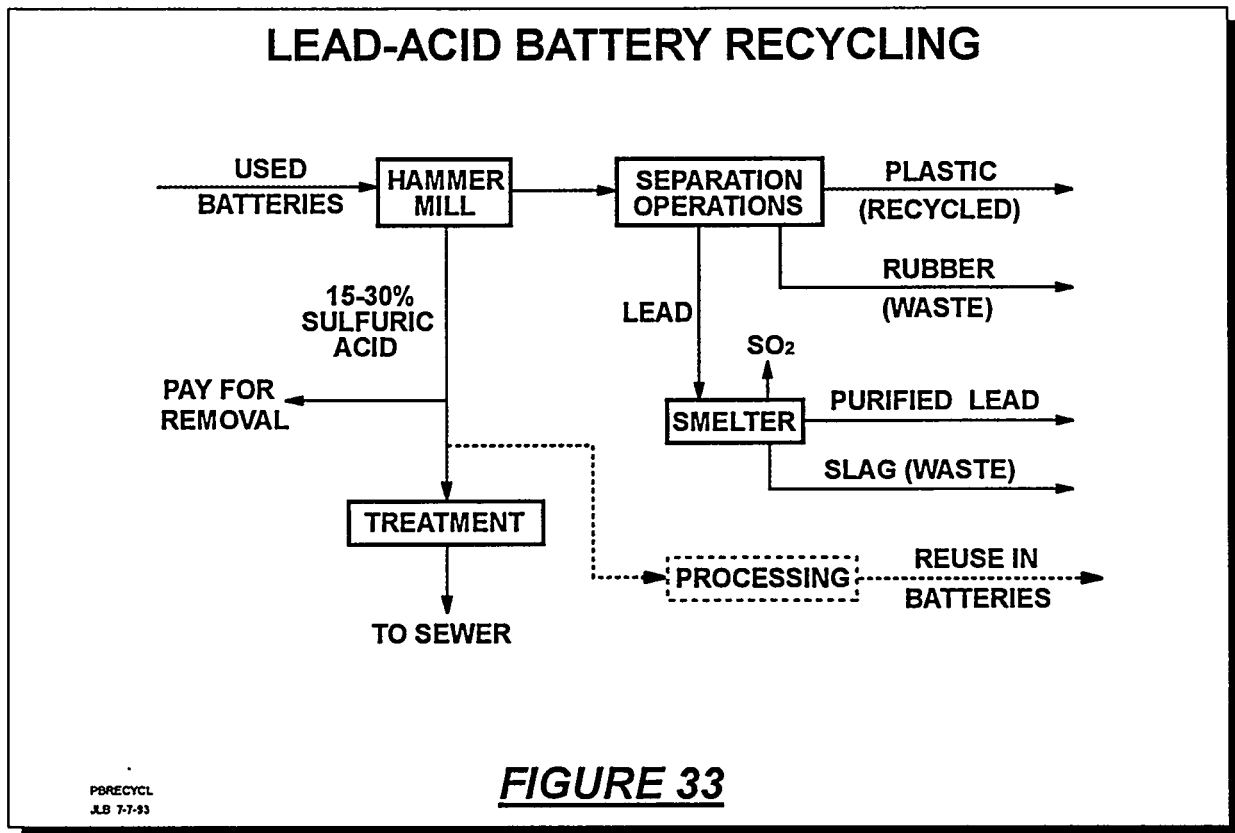 LEAD-ACID BATTERY RECYCLING
USED
BATTERIES
HAMMER
MILL
SEPARATION
OPERATIONS
PLASTIC
(RECYCLED)
RUBBER
(WASTE)
15-30%
SULFURIC
ACID
LEAD
SO₂
PAY FOR
REMOVAL
SMELTER
PURIFIED LEAD
SLAG (WASTE)
TREATMENT
PROCESSING
REUSE IN
BATTERIES
TO SEWER
FIGURE 33
PBRECYCL
JLB 7-7-93